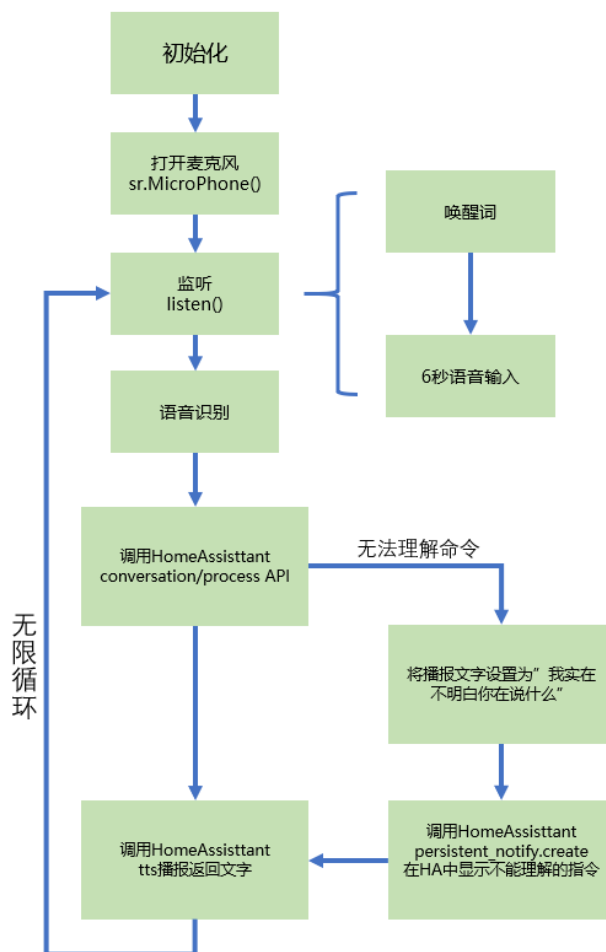 初始化
打开麦克风
sr.MicroPhone()
监听
listen()
唤醒词
6秒语音输入
语音识别
调用HomeAssisttant
conversation/process API
无法理解命令
将播报文字设置为”我实在
不明白你在说什么”
调用HomeAssisttant
persistent_notify.create
在HA中显示不能理解的指令
调用HomeAssisttant
tts播报返回文字
无限循环